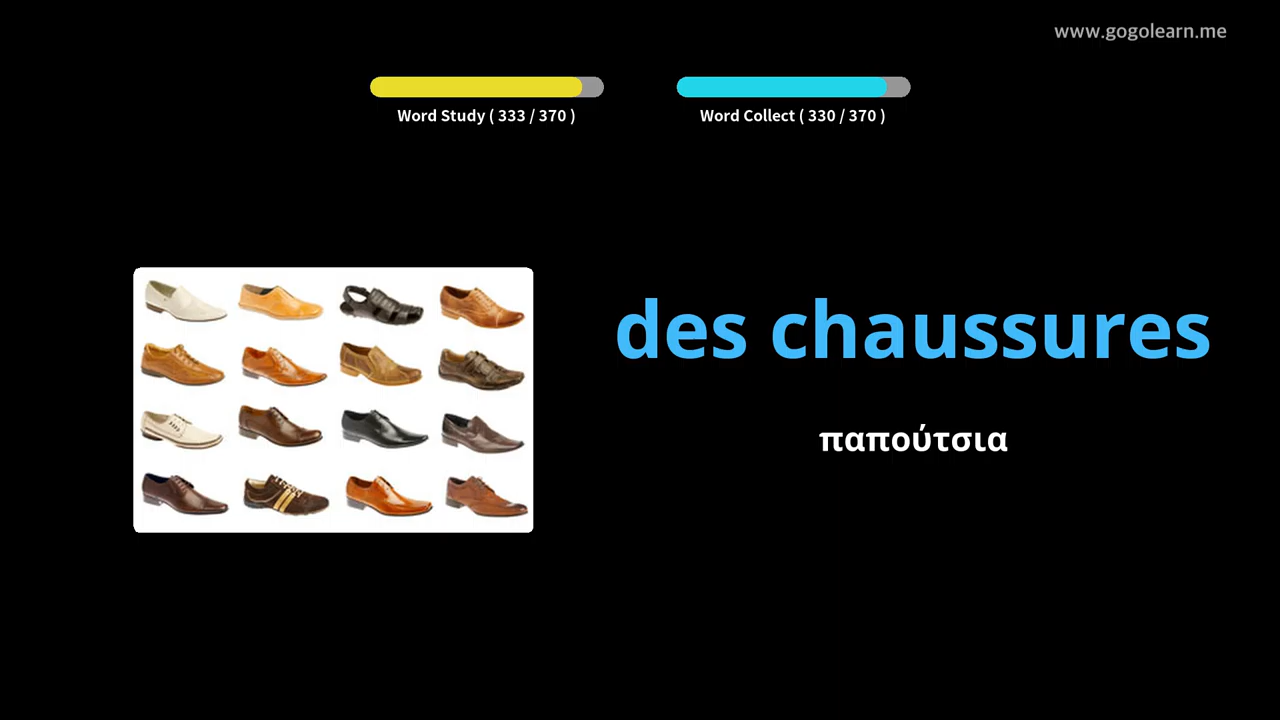 www.gogolearn.me
Word Study ( 333 / 370 )
Word Collect ( 330 / 370 )
des chaussures
παπούτσια